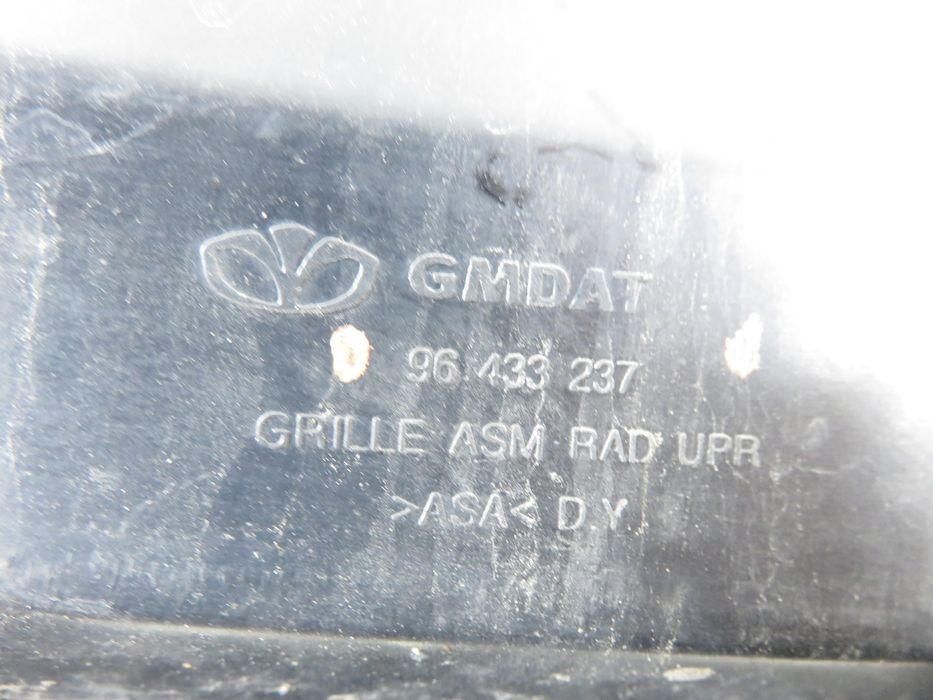 GMDAT
96 433 237
GRILLE ASM RAD UPR
>ASA< D.Y